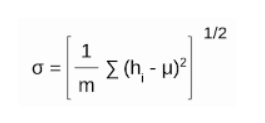 σ = [ 1/m ∑ (hᵢ - μ)² ]^1/2